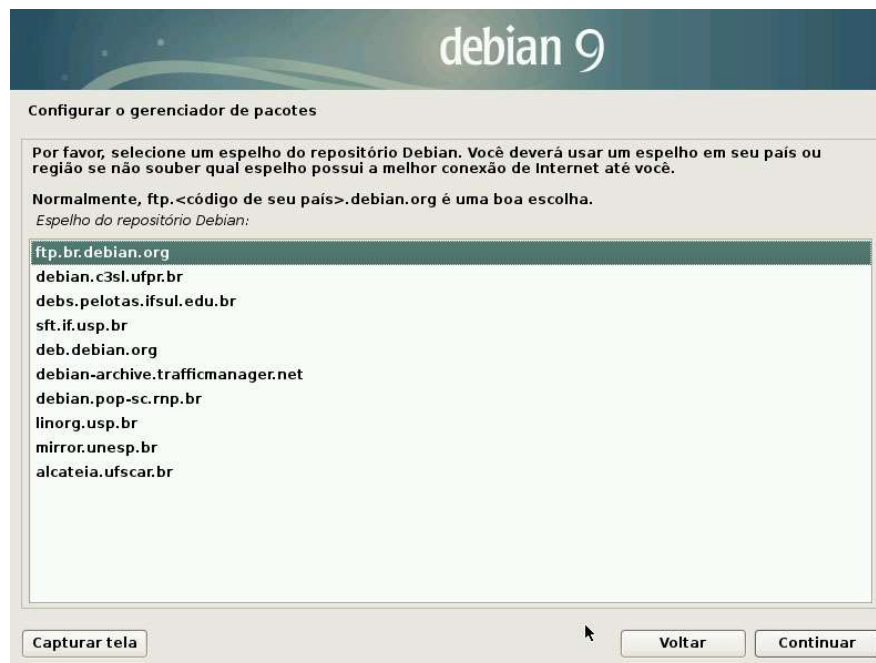 debian 9
Configurar o gerenciador de pacotes
Por favor, selecione um espelho do repositório Debian. Você deverá usar um espelho em seu país ou
região se não souber qual espelho possui a melhor conexão de Internet até você.
Normalmente, ftp.<código de seu país>.debian.org é uma boa escolha.
Espelho do repositório Debian:
ftp.br.debian.org
debian.c3sl.ufpr.br
debs.pelotas.ifsul.edu.br
sft.if.usp.br
deb.debian.org
debian-archive.trafficmanager.net
debian.pop-sc.rnp.br
linorg.usp.br
mirror.unesp.br
alcateia.ufscar.br
Capturar tela
Voltar
Continuar